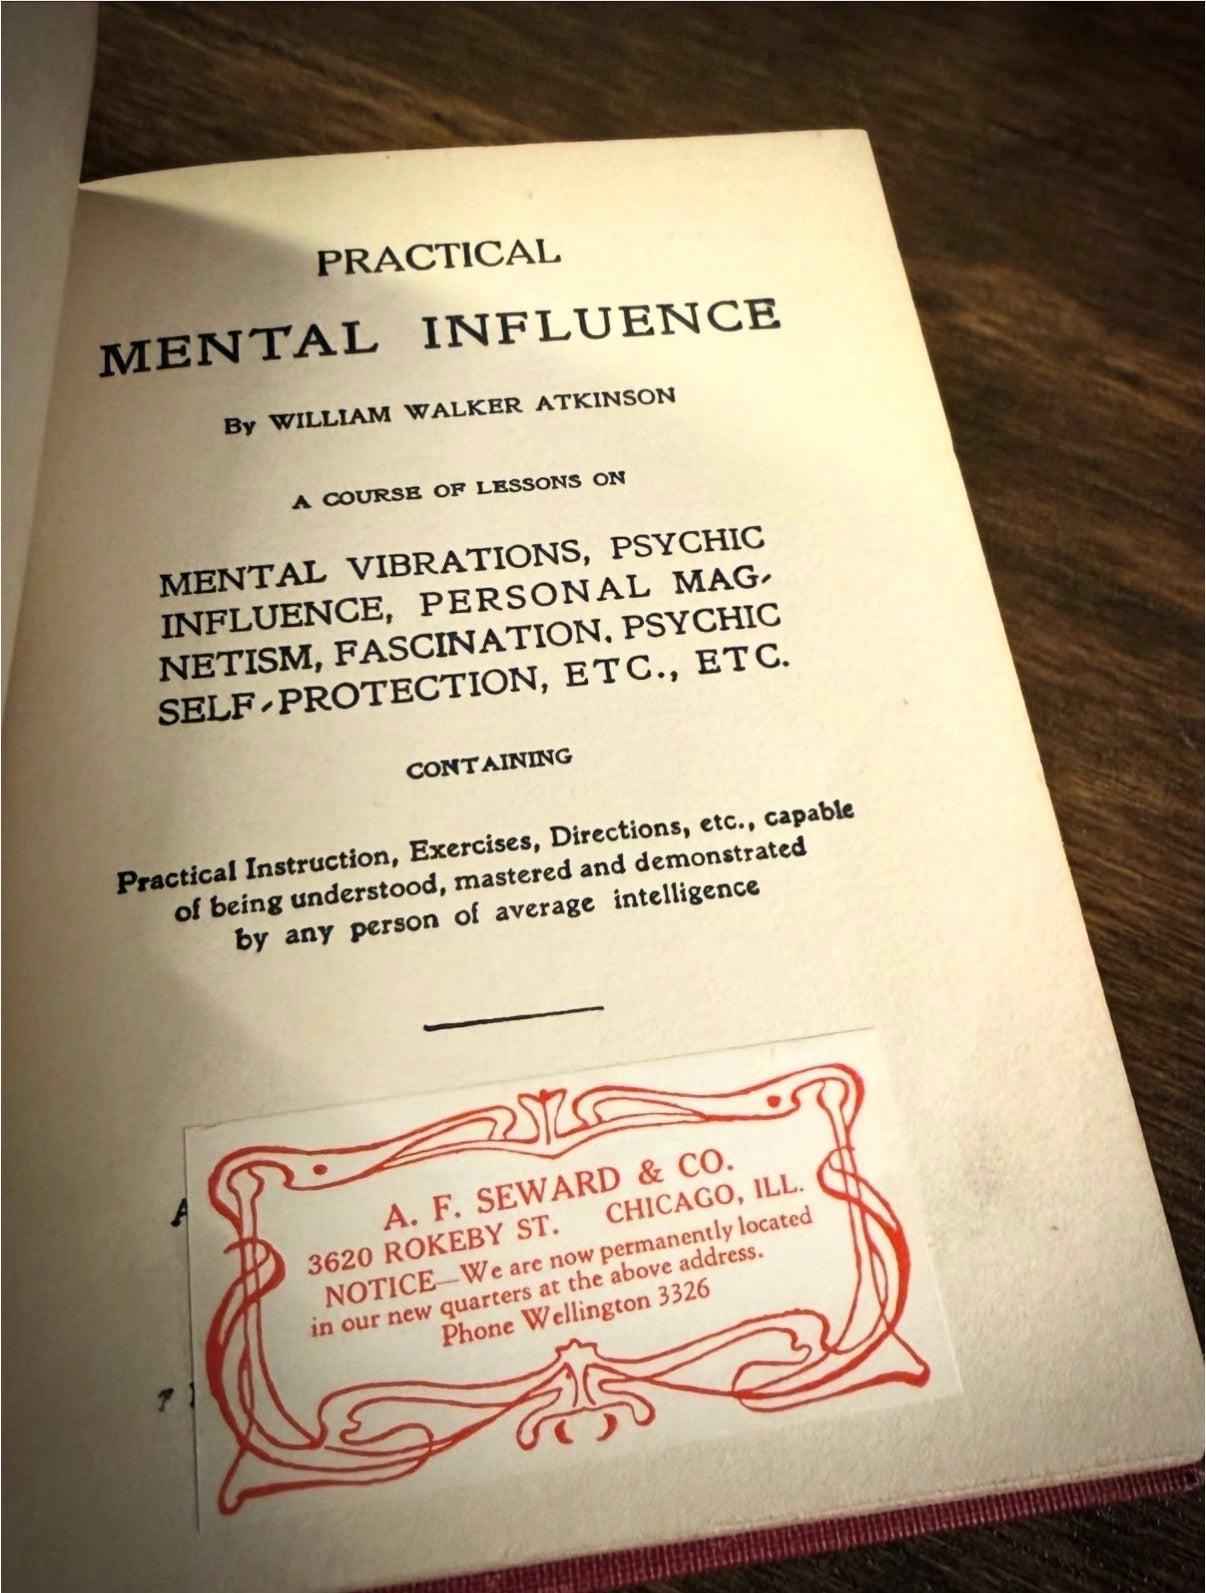 PRACTICAL
MENTAL INFLUENCE
By WILLIAM WALKER ATKINSON
A COURSE OF LESSONS ON
MENTAL VIBRATIONS, PSYCHIC
INFLUENCE, PERSONAL MAG-
NETISM, FASCINATION, PSYCHIC
SELF-PROTECTION, ETC., ETC.
CONTAINING
Practical Instruction, Exercises, Directions, etc., capable
of being understood, mastered and demonstrated
by any person of average intelligence
A. F. SEWARD & CO.
3620 ROKEBY ST. CHICAGO, ILL.
NOTICE—We are now permanently located
in our new quarters at the above address.
Phone Wellington 3326